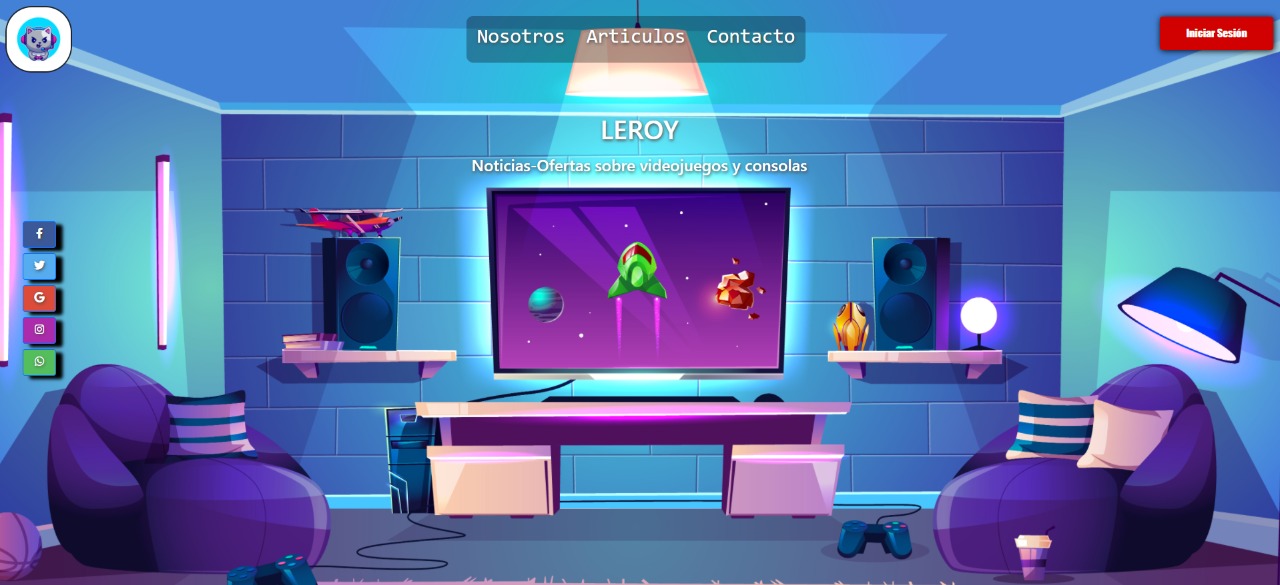 Nosotros Articulos Contacto
Iniciar Sesión
LEROY
Noticias-Ofertas sobre videojuegos y consolas